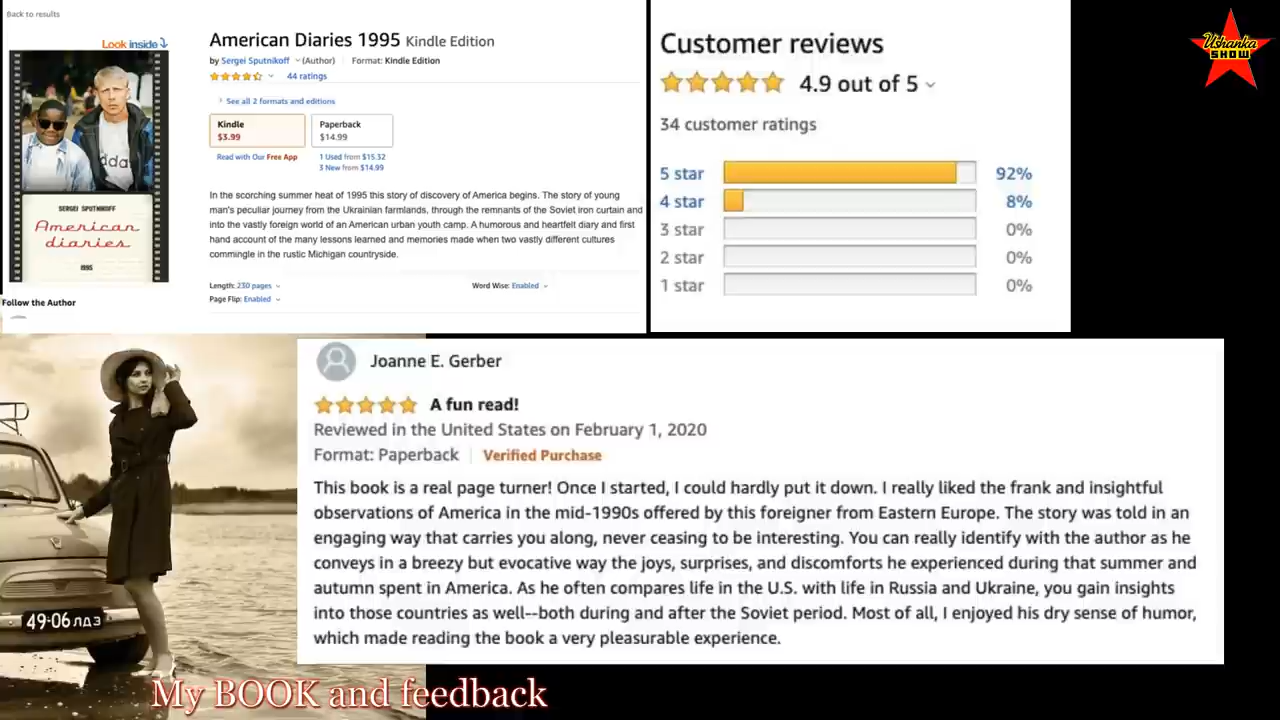 Back to results
Look inside
American Diaries 1995 Kindle Edition
by Sergei Sputnikoff (Author) Format: Kindle Edition
44 ratings
See all 2 formats and editions
Kindle
$3.99
Paperback
$14.99
Read with Our Free App
1 Used from $15.32
3 New from $14.99
In the scorching summer heat of 1995 this story of discovery of America begins. The story of young
man's peculiar journey from the Ukrainian farmlands, through the remnants of the Soviet iron curtain and
into the vastly foreign world of an American urban youth camp. A humorous and heartfelt diary and first
hand account of the many lessons learned and memories made when two vastly different cultures
commingle in the rustic Michigan countryside.
Length: 230 pages
Word Wise: Enabled
Page Flip: Enabled
SERGEI SPUTNIKOFF
American
diaries
1995
Follow the Author
Customer reviews
4.9 out of 5
34 customer ratings
5 star 92%
4 star 8%
3 star 0%
2 star 0%
1 star 0%
Ushanka
SHOW
Joanne E. Gerber
A fun read!
Reviewed in the United States on February 1, 2020
Format: Paperback Verified Purchase
This book is a real page turner! Once I started, I could hardly put it down. I really liked the frank and insightful
observations of America in the mid-1990s offered by this foreigner from Eastern Europe. The story was told in an
engaging way that carries you along, never ceasing to be interesting. You can really identify with the author as he
conveys in a breezy but evocative way the joys, surprises, and discomforts he experienced during that summer and
autumn spent in America. As he often compares life in the U.S. with life in Russia and Ukraine, you gain insights
into those countries as well--both during and after the Soviet period. Most of all, I enjoyed his dry sense of humor,
which made reading the book a very pleasurable experience.
49-06 ЛДЭ
My BOOK and feedback